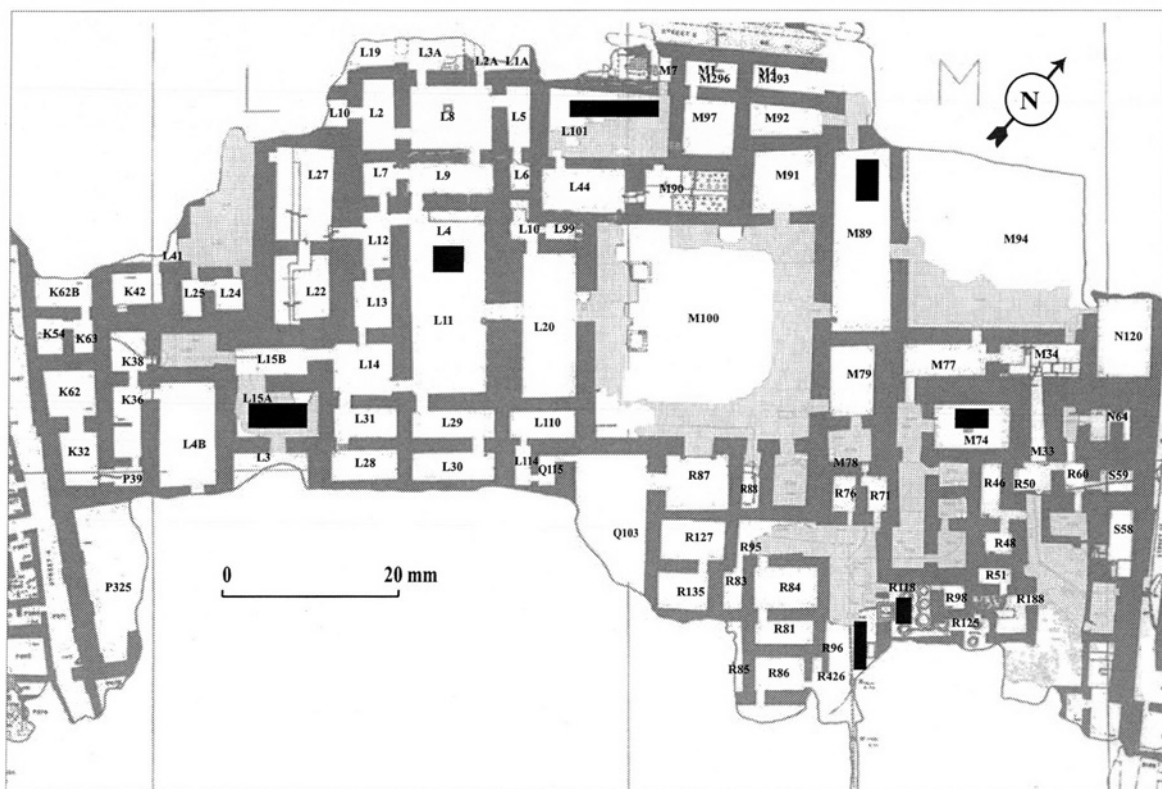 STREET
L19 L3A L2A L1A M7 M1 M4
M296 M493
L M
N
L10 L2 L8 L5 L101 M97 M92
L27 L7 L9 L6 L44 M90 M91
L4 L10 L99 M89 M94
L12
L41
K62B K42 L25 L24 L22 L13 L11 L20 M100 N120
K54 K63 K38 L15B L14 M79 M77 M34
K62 K36 L15A L31 L29 L110 M74 N64
K32 L4B L3 L28 L30 L114 Q115 M78 M33
P39 R87 R88 R76 R71 R46 R50 R60 S59
P325 STREET 4 Q103 R127 R95 R48 S58
0 20 mm R135 R83 R84 R118 R98 R51 R188
R81 R125
R85 R86 R96
R426